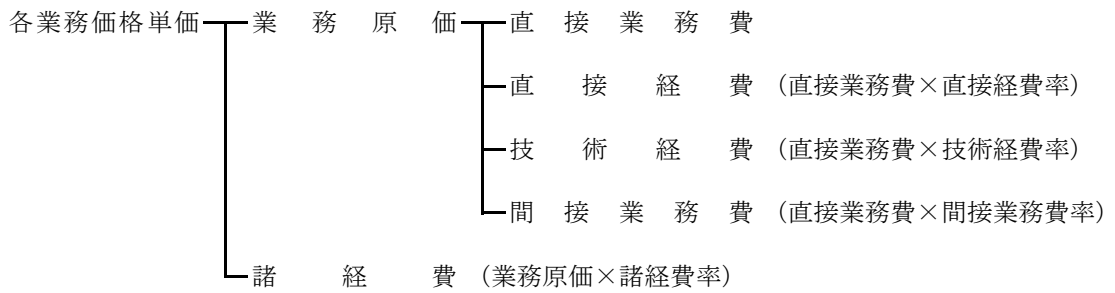 各業務価格単価 業務原価 直接業務費
直接経費 (直接業務費×直接経費率)
技術経費 (直接業務費×技術経費率)
間接業務費 (直接業務費×間接業務費率)
諸経費 (業務原価×諸経費率)